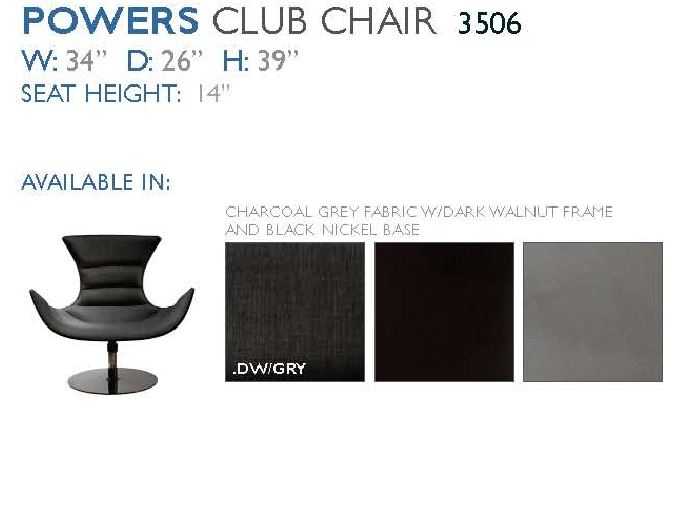 POWERS CLUB CHAIR 3506
W: 34” D: 26” H: 39”
SEAT HEIGHT: 14”
AVAILABLE IN:
CHARCOAL GREY FABRIC W/DARK WALNUT FRAME
AND BLACK NICKEL BASE
.DW/GRY